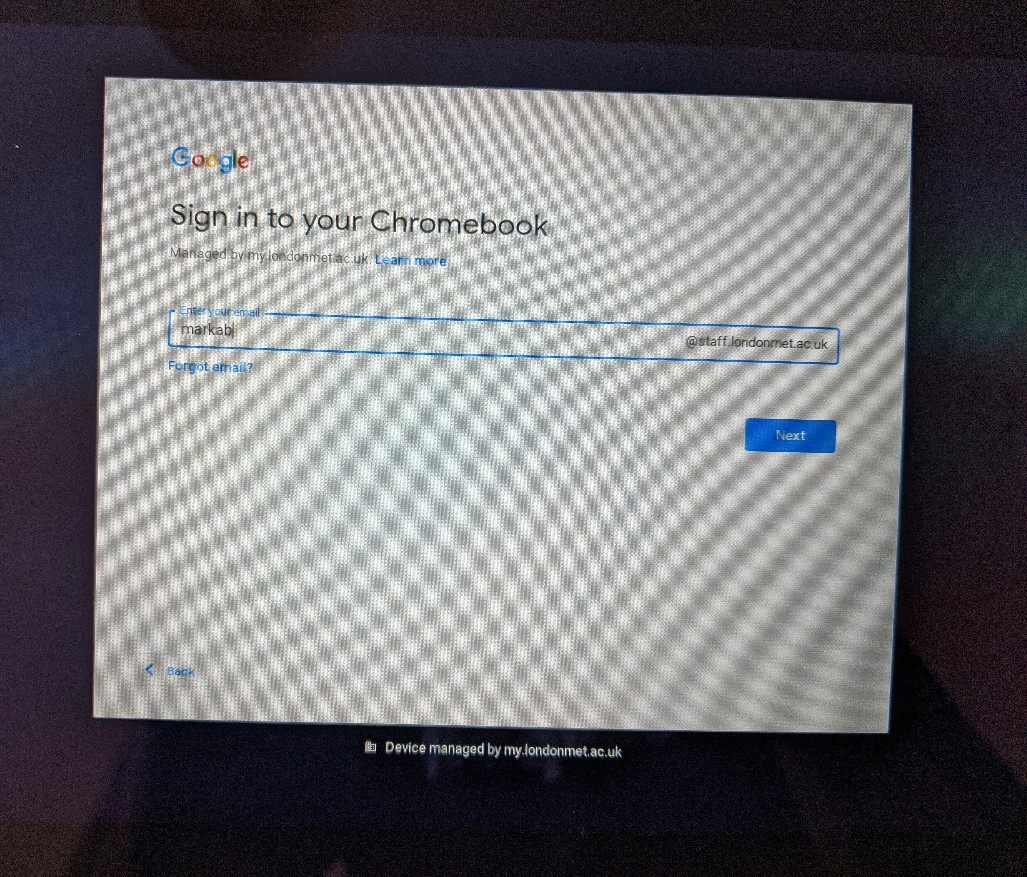 Google
Sign in to your Chromebook
Managed by my.londonmet.ac.uk. Learn more
Enter your email
markab @staff.londonmet.ac.uk
Forgot email?
Next
Back
Device managed by my.londonmet.ac.uk